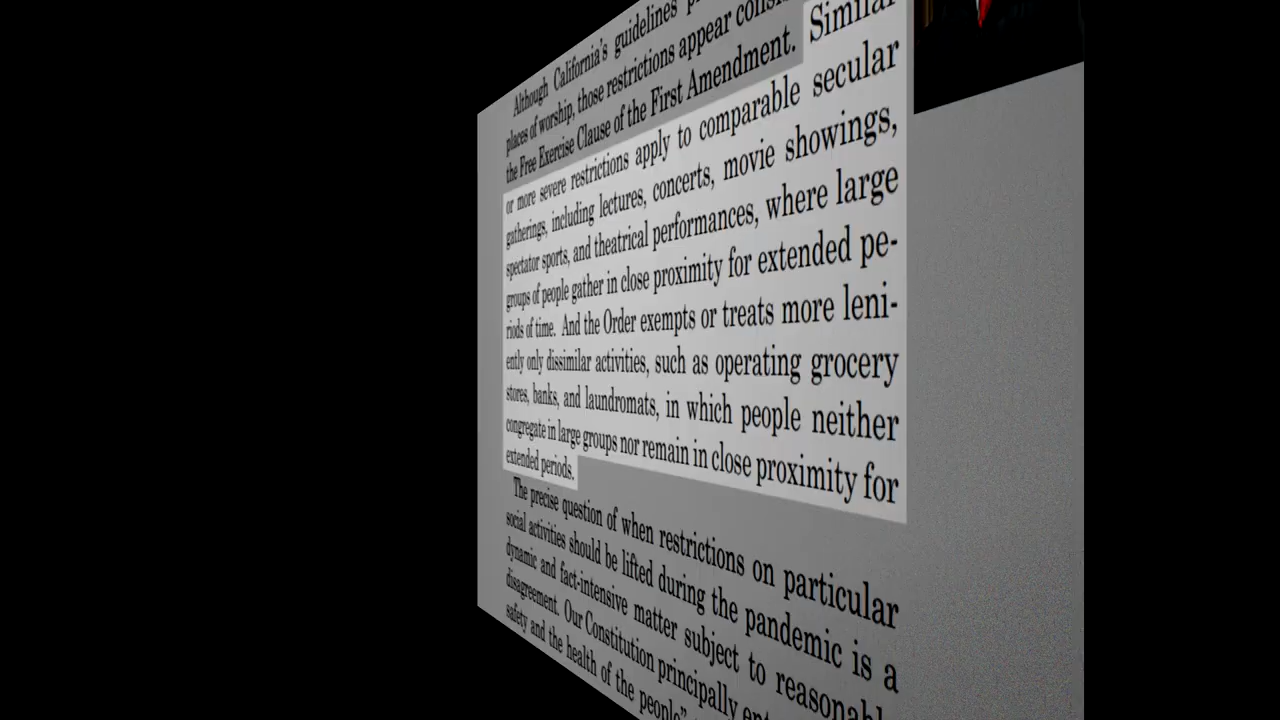 Although California's guidelines
places of worship, those restrictions appear
the Free Exercise Clause of the First Amendment. Similar
or more severe restrictions apply to comparable secular
gatherings, including lectures, concerts, movie showings,
spectator sports, and theatrical performances, where large
groups of people gather in close proximity for extended pe-
riods of time. And the Order exempts or treats more leni-
ently only dissimilar activities, such as operating grocery
stores, banks, and laundromats, in which people neither
congregate in large groups nor remain in close proximity for
extended periods.
The precise question of when restrictions on particular
social activities should be lifted during the pandemic is a
dynamic and fact-intensive matter subject to
disagreement. Our Constitution principally
safety and the health of the people”